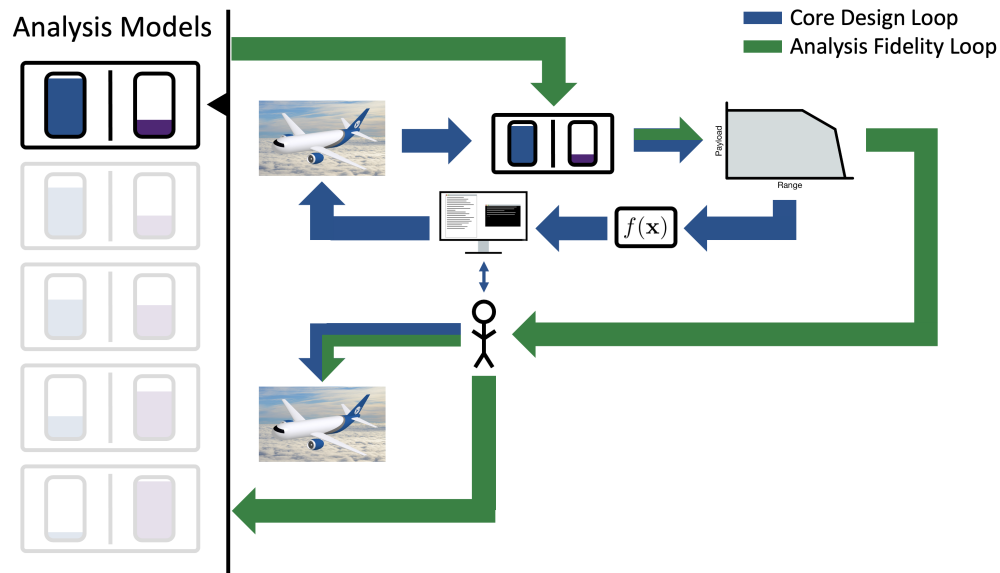 Analysis Models
Core Design Loop
Analysis Fidelity Loop
Payload
Range
f(x)